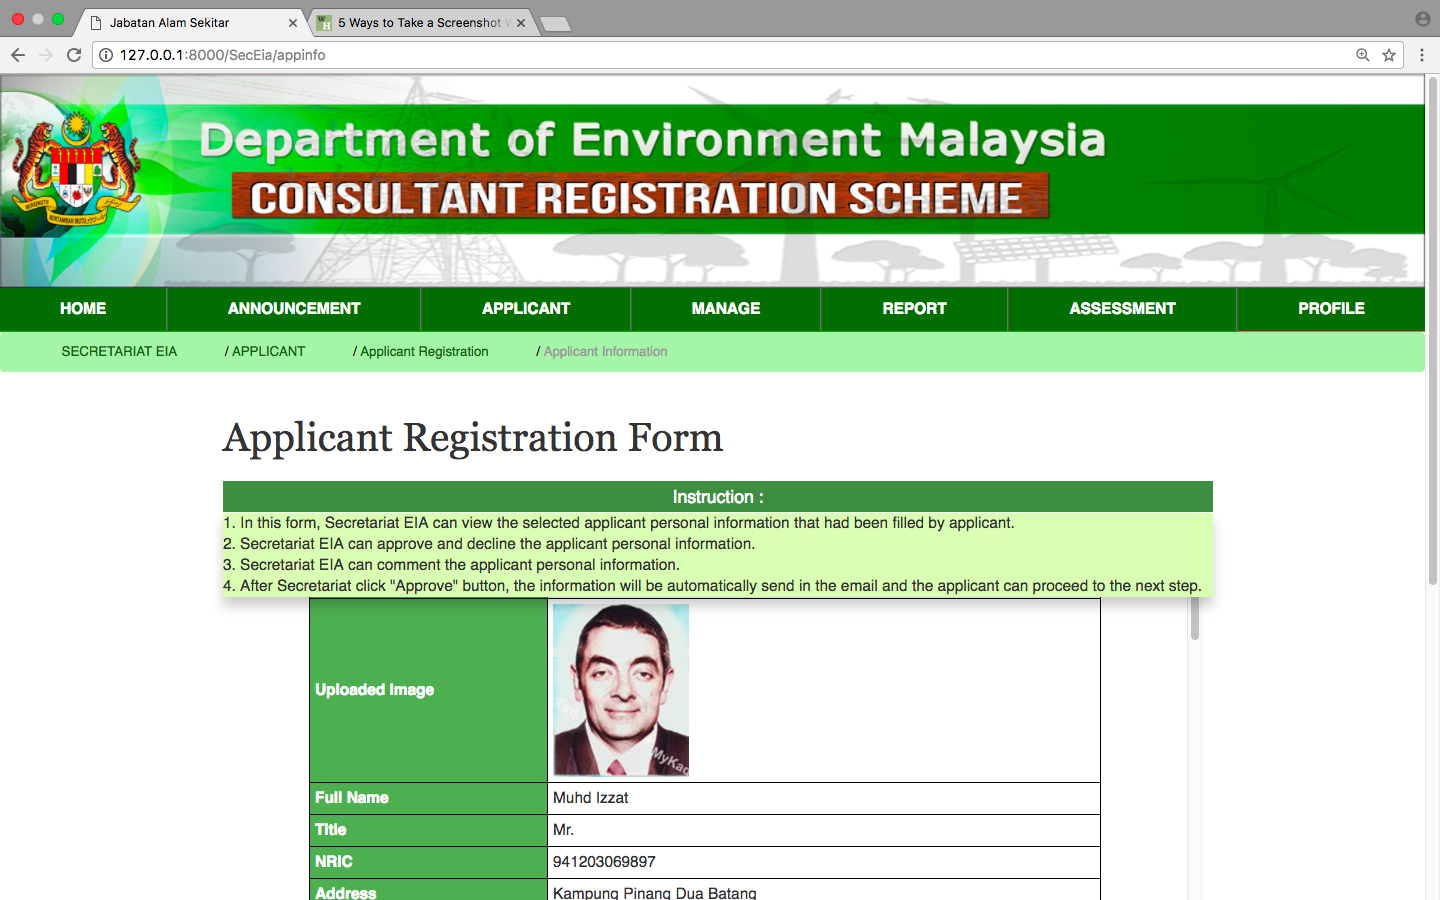 Jabatan Alam Sekitar
5 Ways to Take a Screenshot
127.0.0.1:8000/SecEia/appinfo
Department of Environment Malaysia
CONSULTANT REGISTRATION SCHEME
HOME ANNOUNCEMENT APPLICANT MANAGE REPORT ASSESSMENT PROFILE
SECRETARIAT EIA / APPLICANT / Applicant Registration / Applicant Information
Applicant Registration Form
Instruction :
1. In this form, Secretariat EIA can view the selected applicant personal information that had been filled by applicant.
2. Secretariat EIA can approve and decline the applicant personal information.
3. Secretariat EIA can comment the applicant personal information.
4. After Secretariat click "Approve" button, the information will be automatically send in the email and the applicant can proceed to the next step.
Uploaded Image
Full Name Muhd Izzat
Title Mr.
NRIC 941203069897
Address Kampung Pinang Dua Batang